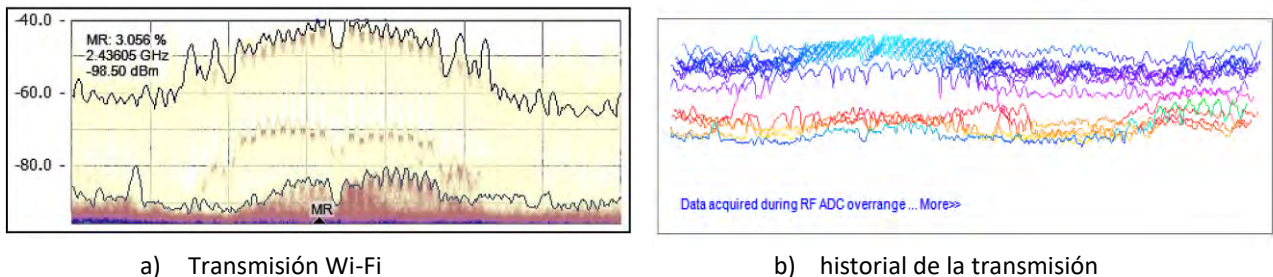 -40.0 -
MR: 3.056 %
2.43605 GHz
-98.50 dBm
-60.0 -
-80.0 -
MR
Data acquired during RF ADC overrange ... More>>
a) Transmisión Wi-Fi
b) historial de la transmisión